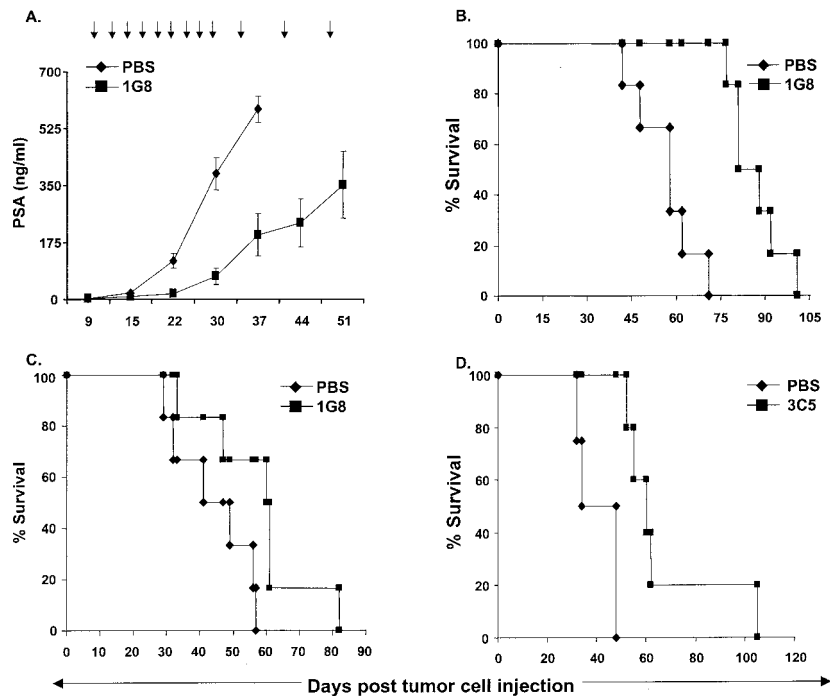 A.
PBS
1G8
PSA (ng/ml)
700
525
350
175
0
9 15 22 30 37 44 51
B.
PBS
1G8
% Survival
100
80
60
40
20
0
0 15 30 45 60 75 90 105
C.
PBS
1G8
% Survival
100
80
60
40
20
0
0 10 20 30 40 50 60 70 80 90
D.
PBS
3C5
% Survival
100
80
60
40
20
0
0 20 40 60 80 100 120
Days post tumor cell injection